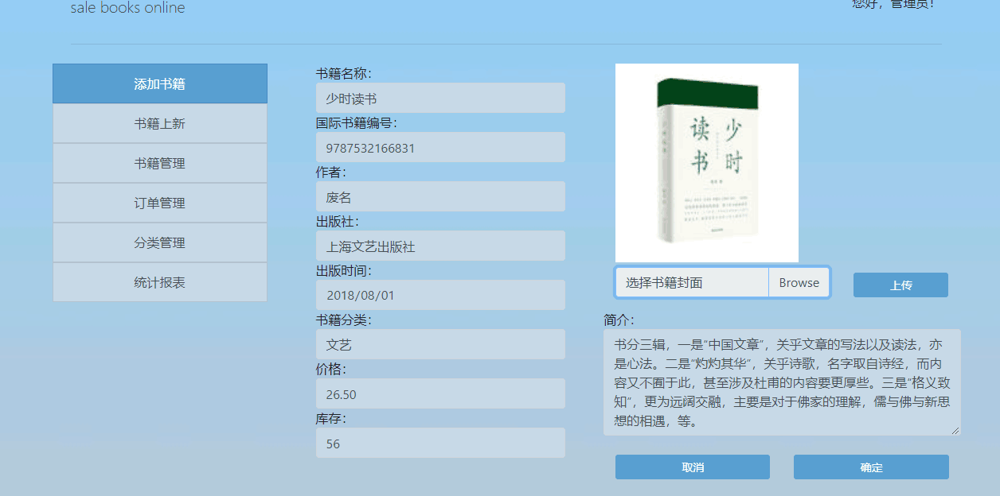 sale books online
您好，管理员！
添加书籍
书籍上新
书籍管理
订单管理
分类管理
统计报表
书籍名称：
少时读书
国际书籍编号：
9787532166831
作者：
废名
出版社：
上海文艺出版社
出版时间：
2018/08/01
书籍分类：
文艺
价格：
26.50
库存：
56
少时
读书
选择书籍封面 Browse
上传
简介：
书分三辑，一是“中国文章”，关乎文章的写法以及读法，亦
是心法。二是“灼灼其华”，关乎诗歌，名字取自诗经，而内
容又不囿于此，甚至涉及杜甫的内容要更厚些。三是“格义致
知”，更为远阔交融，主要是对于佛家的理解，儒与佛与新思
想的相遇，等。
取消
确定